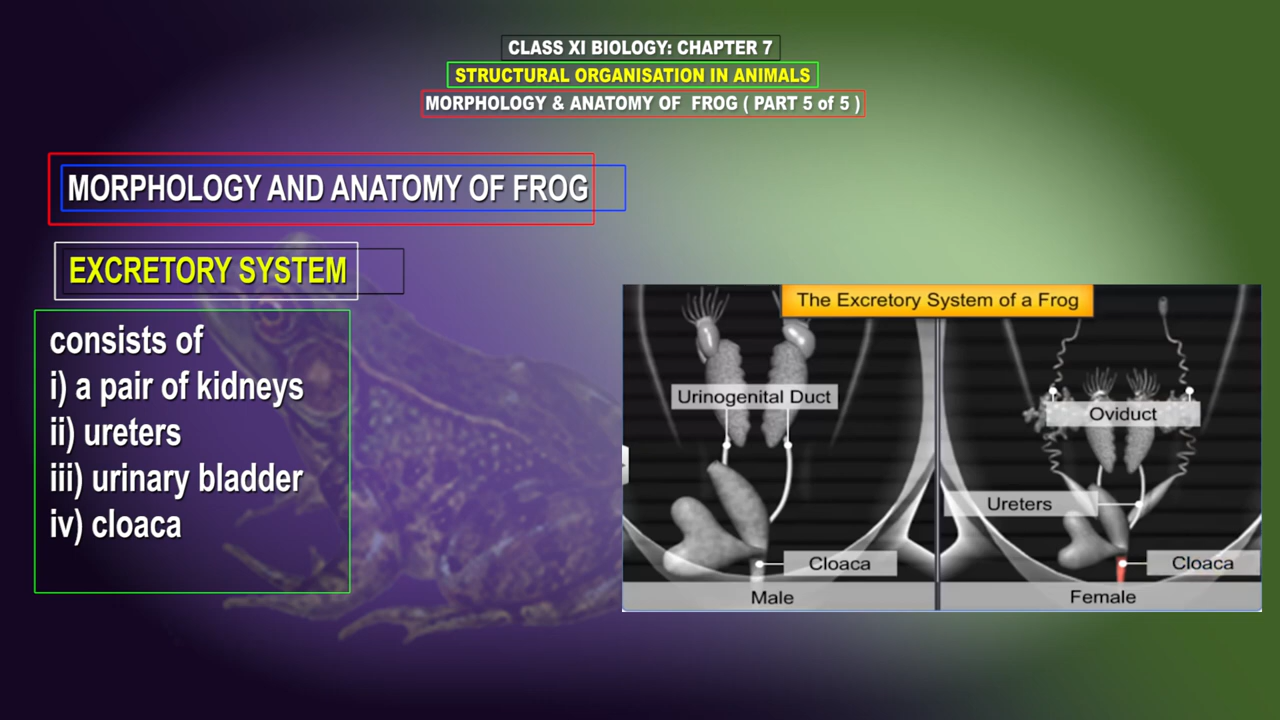 CLASS XI BIOLOGY: CHAPTER 7
STRUCTURAL ORGANISATION IN ANIMALS
MORPHOLOGY & ANATOMY OF FROG ( PART 5 of 5 )
MORPHOLOGY AND ANATOMY OF FROG
EXCRETORY SYSTEM
consists of
i) a pair of kidneys
ii) ureters
iii) urinary bladder
iv) cloaca
The Excretory System of a Frog
Urinogenital Duct
Cloaca
Male
Oviduct
Ureters
Cloaca
Female